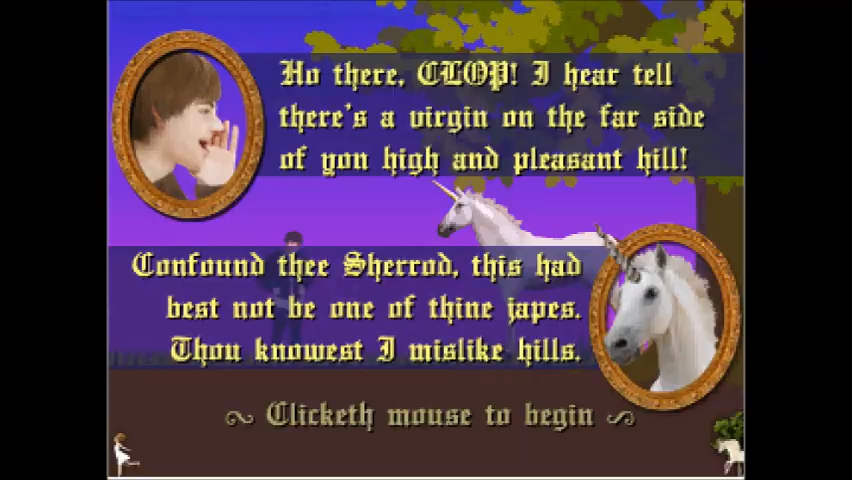 Ho there, CLOP! I hear tell
there's a virgin on the far side
of yon high and pleasant hill!
Confound thee Sherrod, this had
best not be one of thine japes.
Thou knowest I mislike hills.
~ Clicketh mouse to begin ~